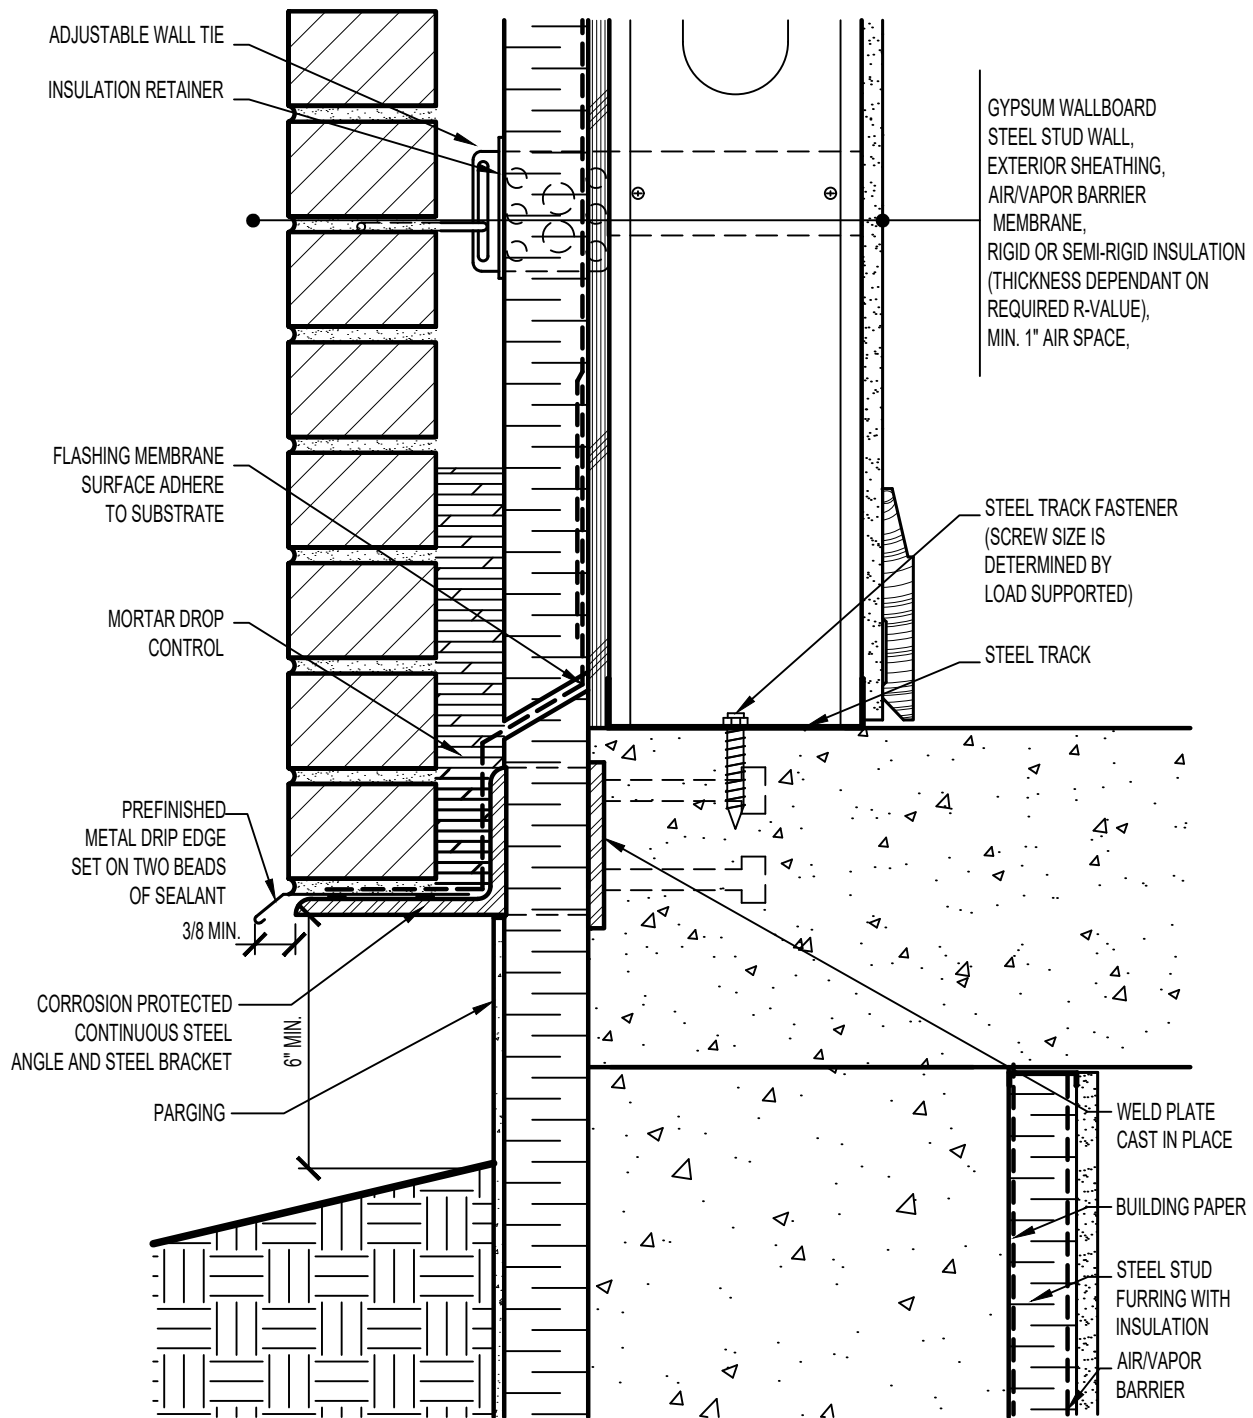 ADJUSTABLE WALL TIE
INSULATION RETAINER
GYPSUM WALLBOARD
STEEL STUD WALL,
EXTERIOR SHEATHING,
AIR/VAPOR BARRIER
MEMBRANE,
RIGID OR SEMI-RIGID INSULATION
(THICKNESS DEPENDANT ON
REQUIRED R-VALUE),
MIN. 1" AIR SPACE,
FLASHING MEMBRANE
SURFACE ADHERE
TO SUBSTRATE
STEEL TRACK FASTENER
(SCREW SIZE IS
DETERMINED BY
LOAD SUPPORTED)
MORTAR DROP
CONTROL
STEEL TRACK
PREFINISHED
METAL DRIP EDGE
SET ON TWO BEADS
OF SEALANT
3/8 MIN.
CORROSION PROTECTED
CONTINUOUS STEEL
ANGLE AND STEEL BRACKET
6" MIN.
PARGING
WELD PLATE
CAST IN PLACE
BUILDING PAPER
STEEL STUD
FURRING WITH
INSULATION
AIR/VAPOR
BARRIER